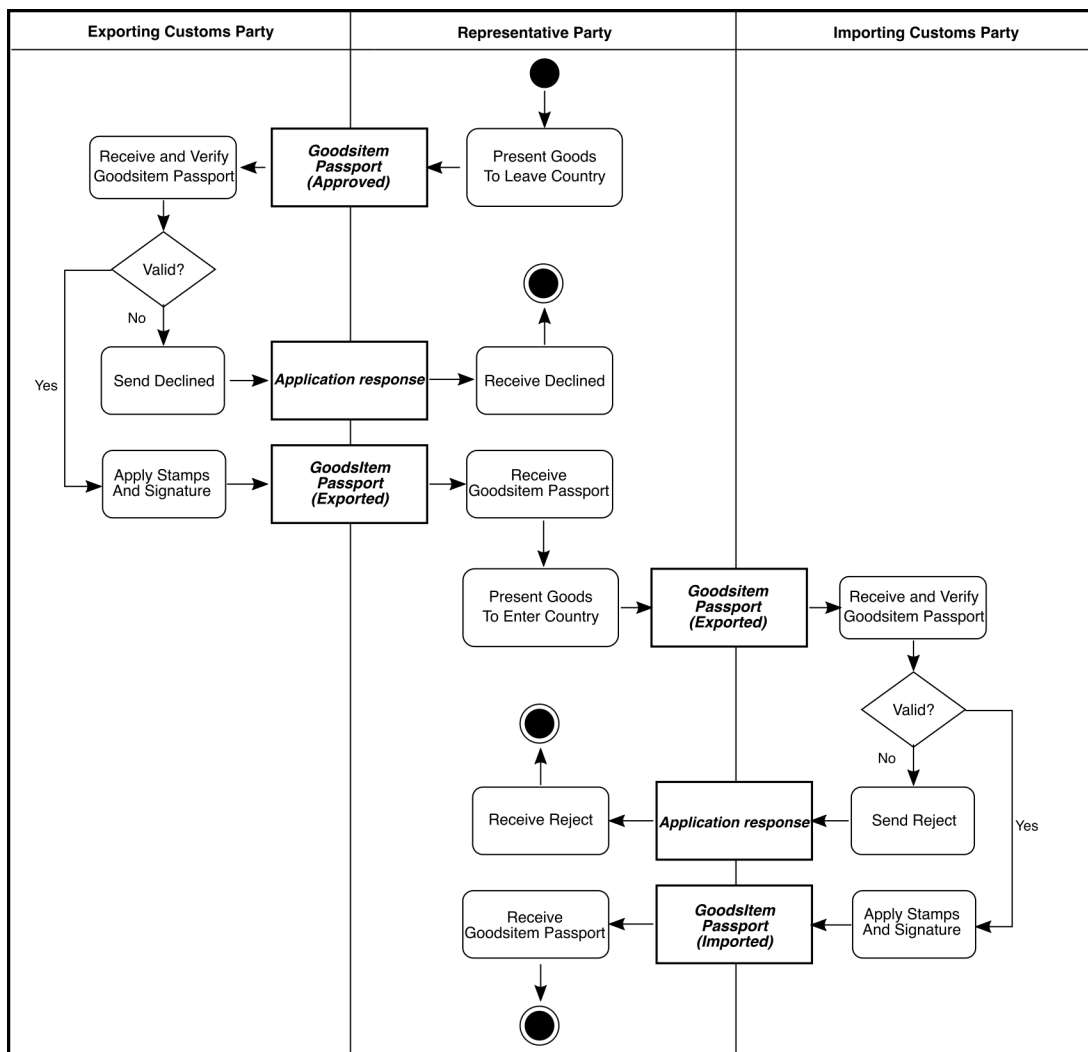 Exporting Customs Party
Representative Party
Importing Customs Party
Receive and Verify
Goodsitem Passport
Goodsitem
Passport
(Approved)
Present Goods
To Leave Country
Valid?
No
Yes
Send Declined
Application response
Receive Declined
Apply Stamps
And Signature
GoodsItem
Passport
(Exported)
Receive
Goodsitem Passport
Present Goods
To Enter Country
Goodsitem
Passport
(Exported)
Receive and Verify
Goodsitem Passport
Valid?
No
Yes
Receive Reject
Application response
Send Reject
Receive
Goodsitem Passport
GoodsItem
Passport
(Imported)
Apply Stamps
And Signature